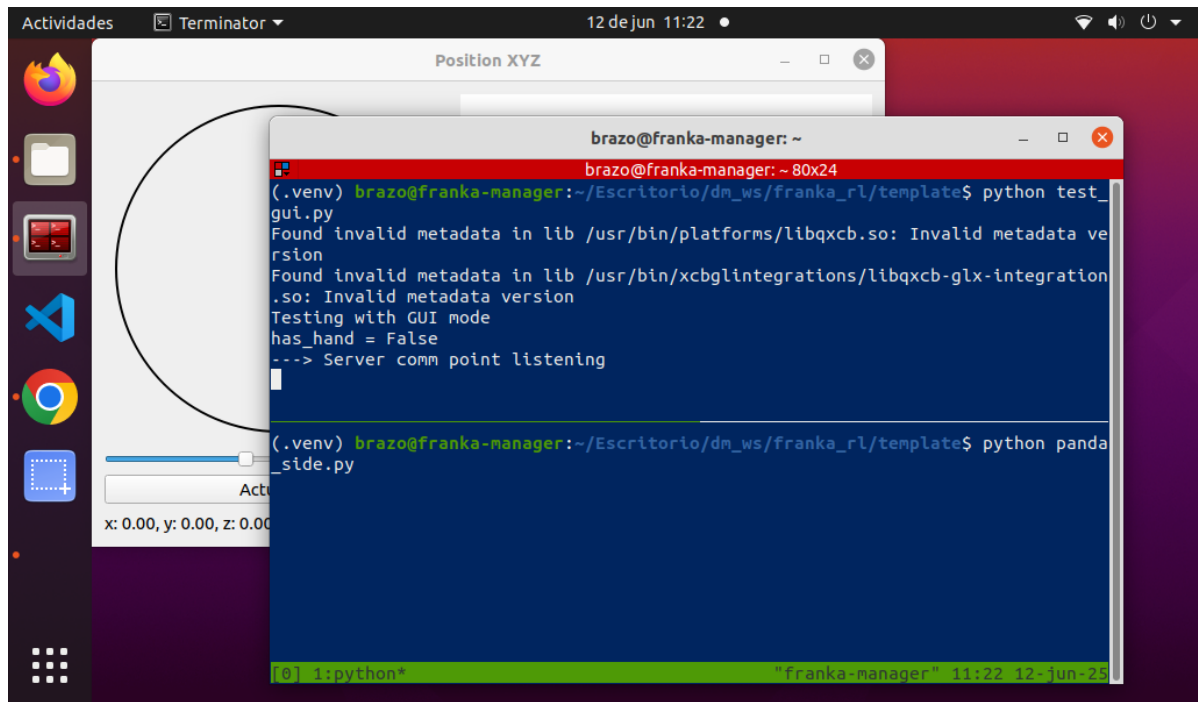 Actividades
Terminator
12 de jun 11:22
Position XYZ
brazo@franka-manager: ~
brazo@franka-manager: ~ 80x24
(.venv) brazo@franka-manager:~/Escritorio/dm_ws/franka_rl/template$ python test_
gui.py
Found invalid metadata in lib /usr/bin/platforms/libqxcb.so: Invalid metadata ve
rsion
Found invalid metadata in lib /usr/bin/xcbglintegrations/libqxcb-glx-integration
.so: Invalid metadata version
Testing with GUI mode
has_hand = False
---> Server comm point listening
(.venv) brazo@franka-manager:~/Escritorio/dm_ws/franka_rl/template$ python panda
_side.py
Actu
x: 0.00, y: 0.00, z: 0.00
[0] 1:python*
"franka-manager" 11:22 12-jun-25